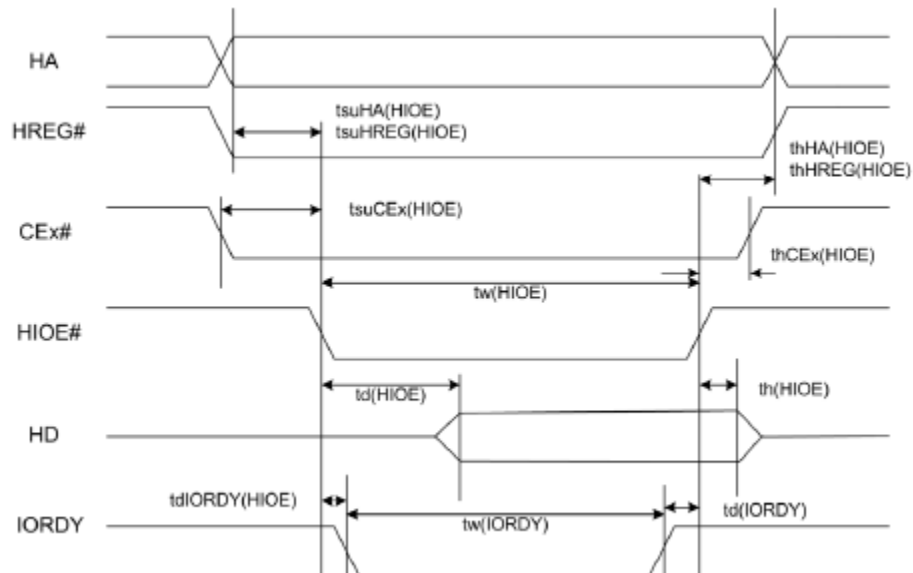 HA
tsuHA(HIOE)
HREG#
tsuHREG(HIOE)
thHA(HIOE)
thHREG(HIOE)
tsuCEx(HIOE)
CEx#
thCEx(HIOE)
tw(HIOE)
HIOE#
td(HIOE)
th(HIOE)
HD
tdIORDY(HIOE)
td(IORDY)
IORDY
tw(IORDY)